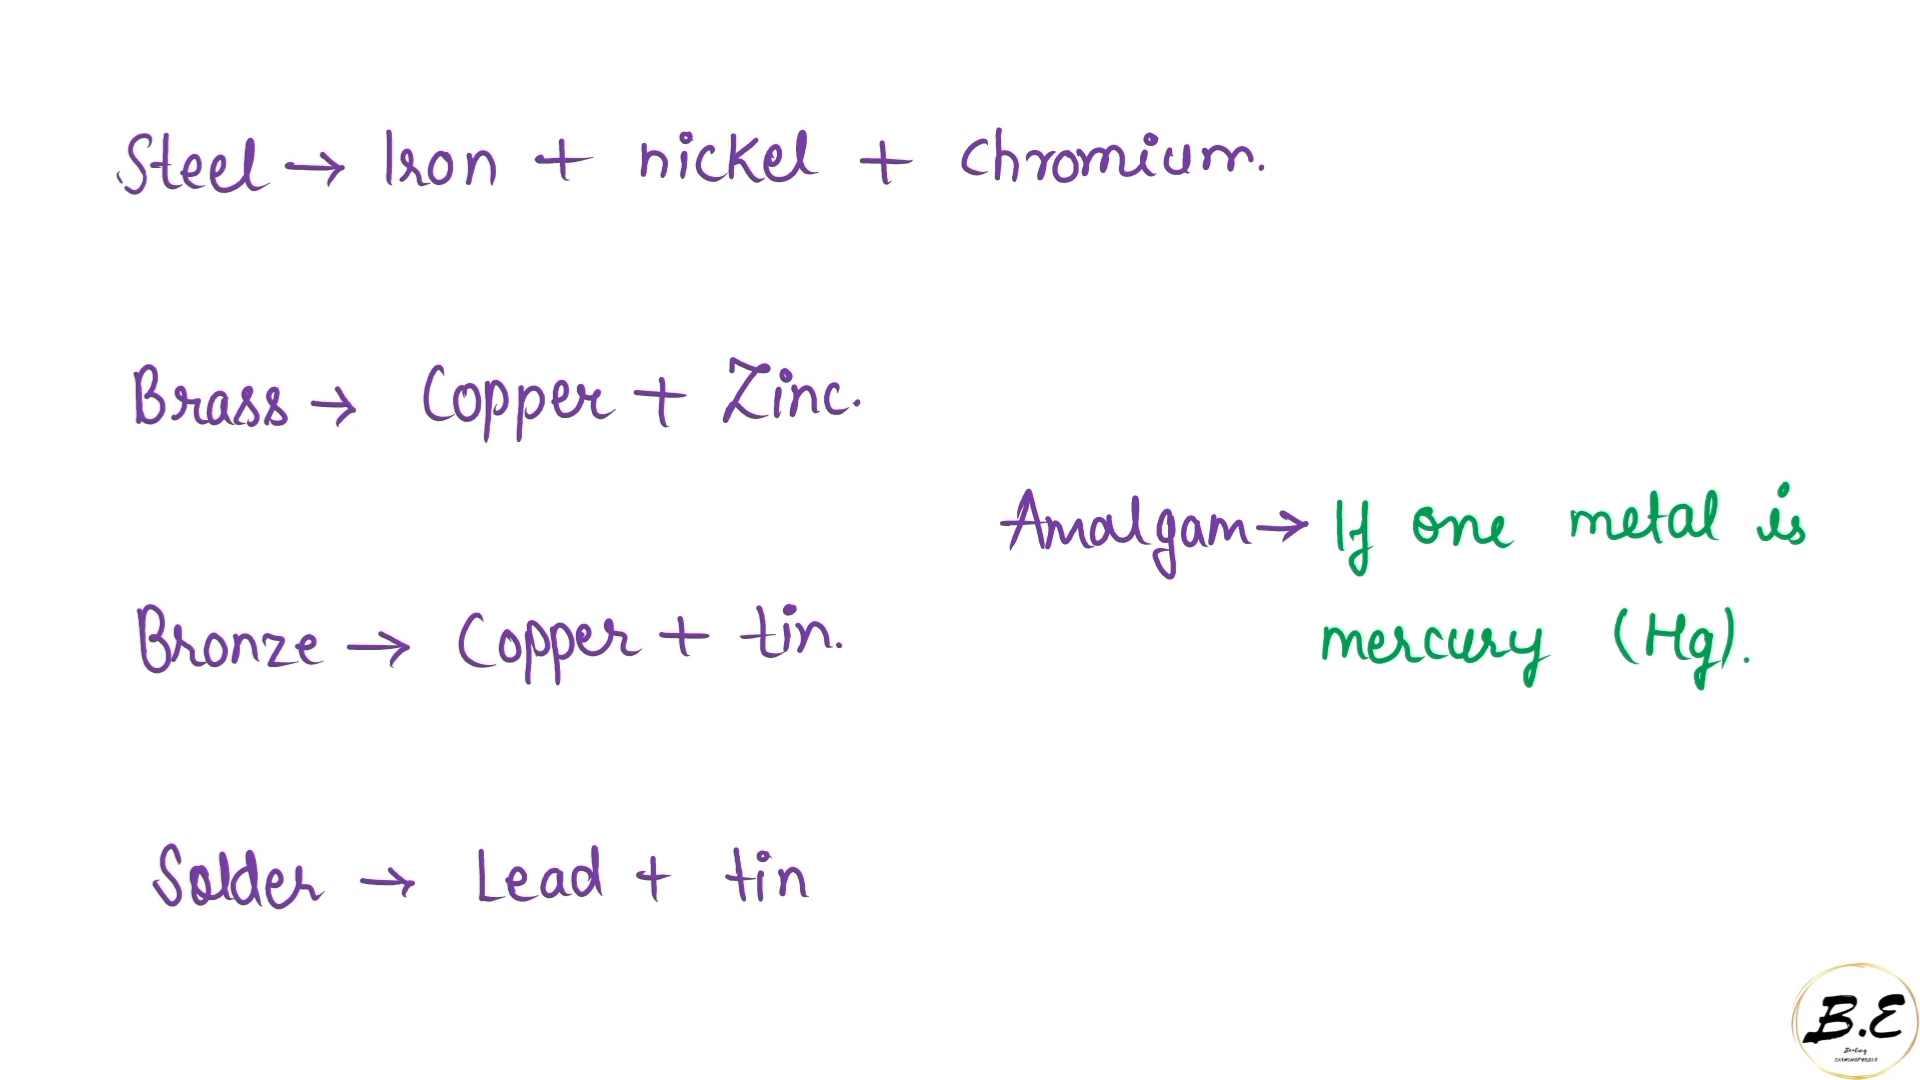 Steel → Iron + nickel + chromium.
Brass → Copper + Zinc.
Amalgam → If one metal is
mercury (Hg).
Bronze → Copper + tin.
Solder → Lead + tin
B.E